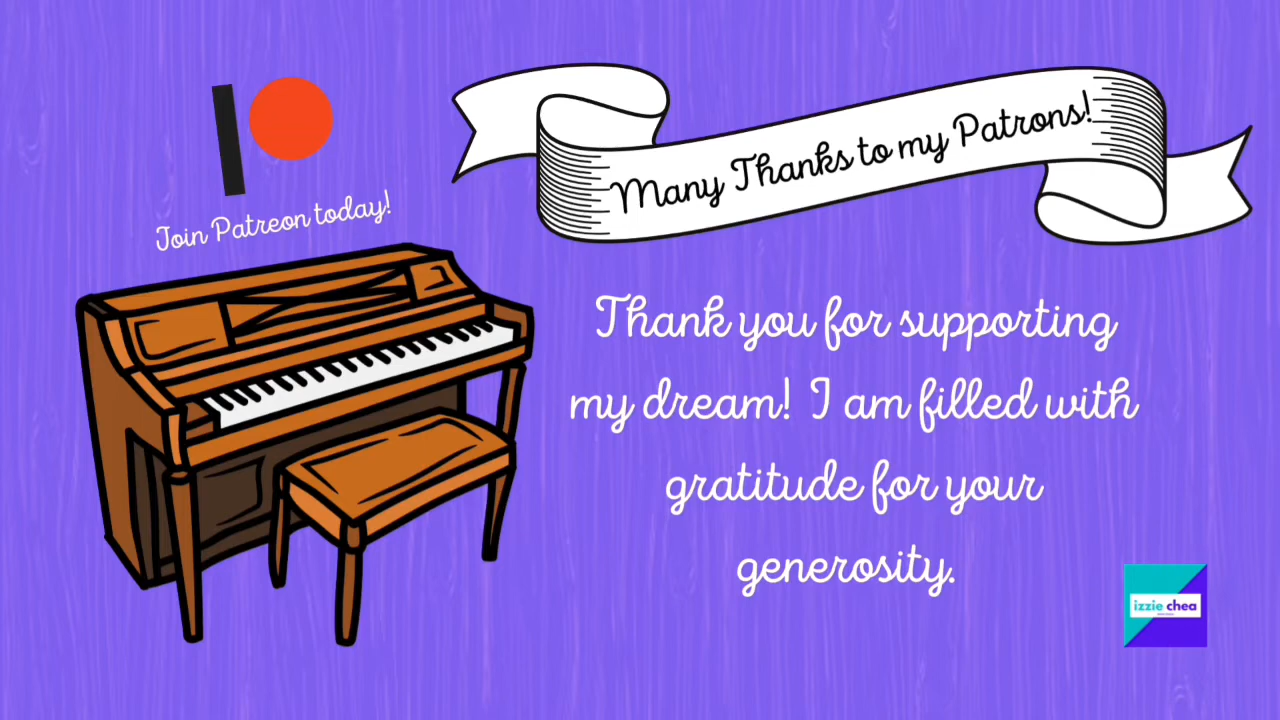 Many Thanks to my Patrons!
Join Patreon today!
Thank you for supporting
my dream! I am filled with
gratitude for your
generosity.
izzie chea